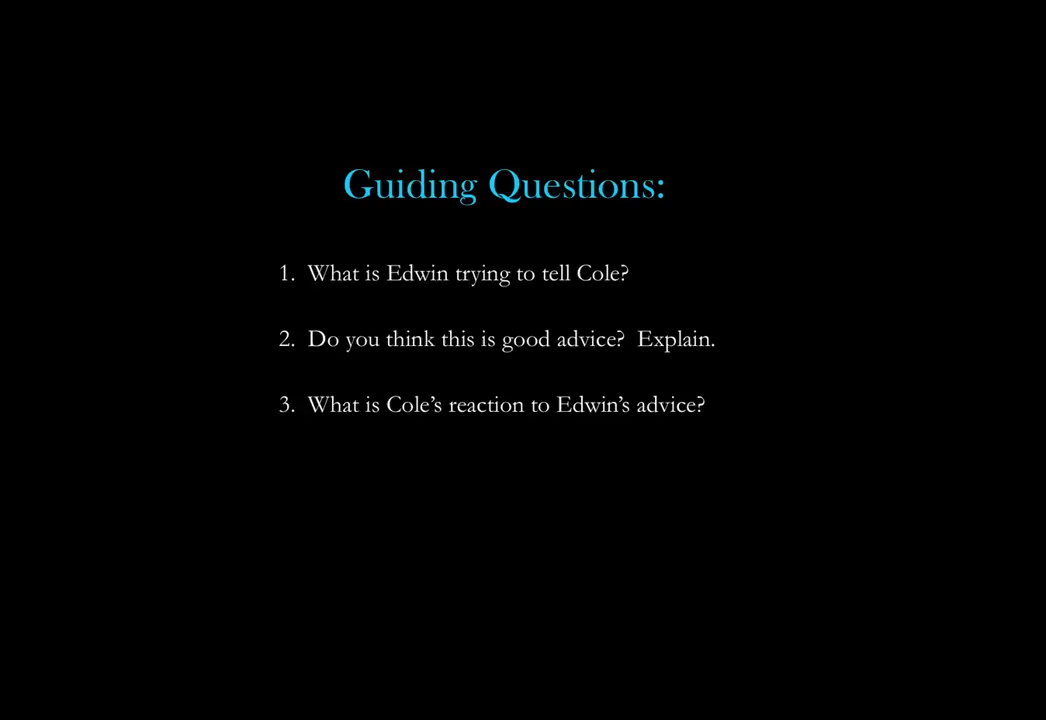 Guiding Questions:
1. What is Edwin trying to tell Cole?
2. Do you think this is good advice? Explain.
3. What is Cole’s reaction to Edwin’s advice?